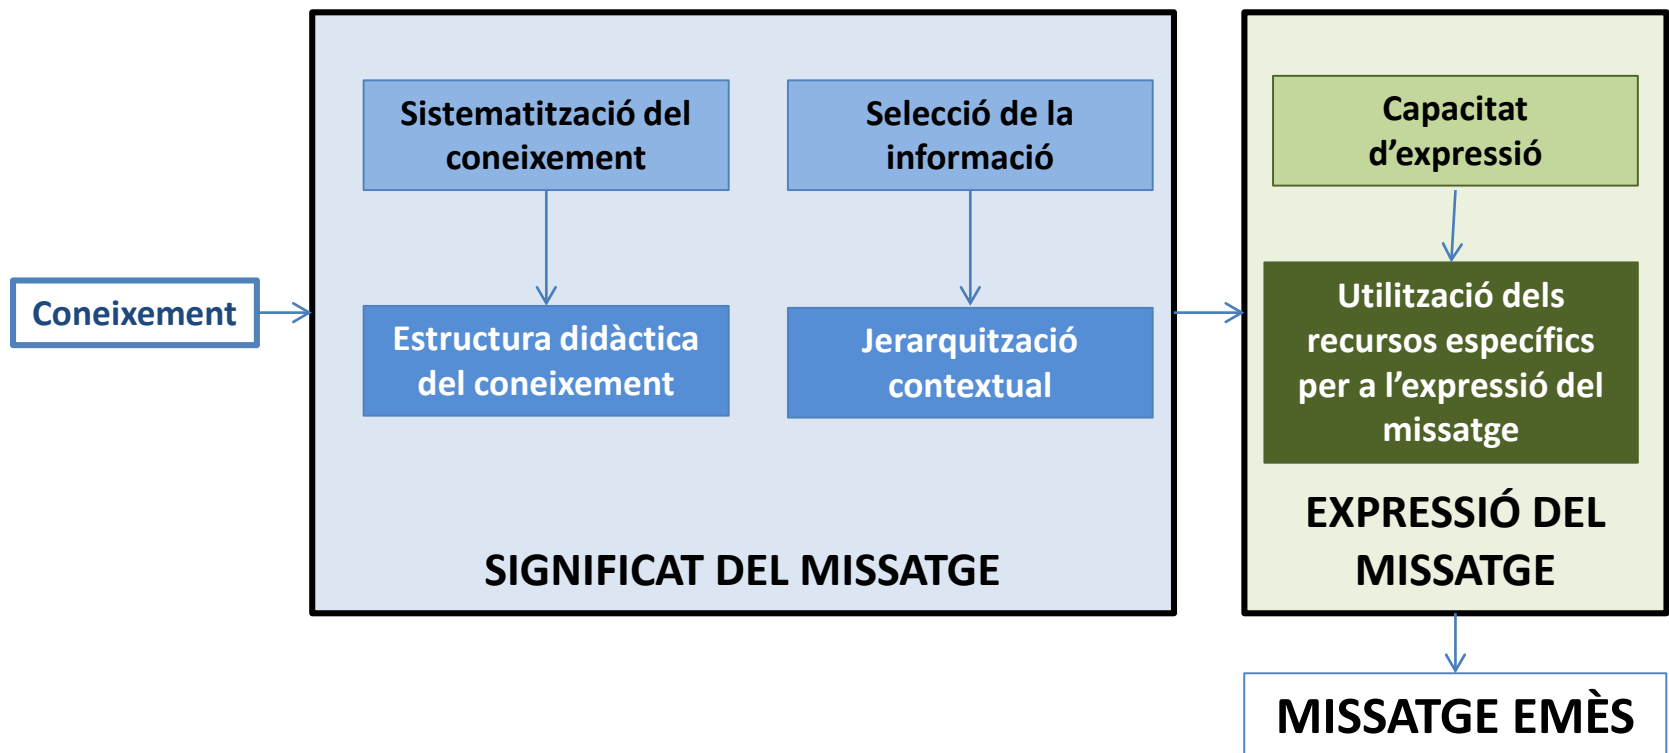 Coneixement
Sistematització del
coneixement
Estructura didàctica
del coneixement
Selecció de la
informació
Jerarquització
contextual
SIGNIFICAT DEL MISSATGE
Capacitat
d’expressió
Utilització dels
recursos específics
per a l’expressió del
missatge
EXPRESSIÓ DEL
MISSATGE
MISSATGE EMÈS